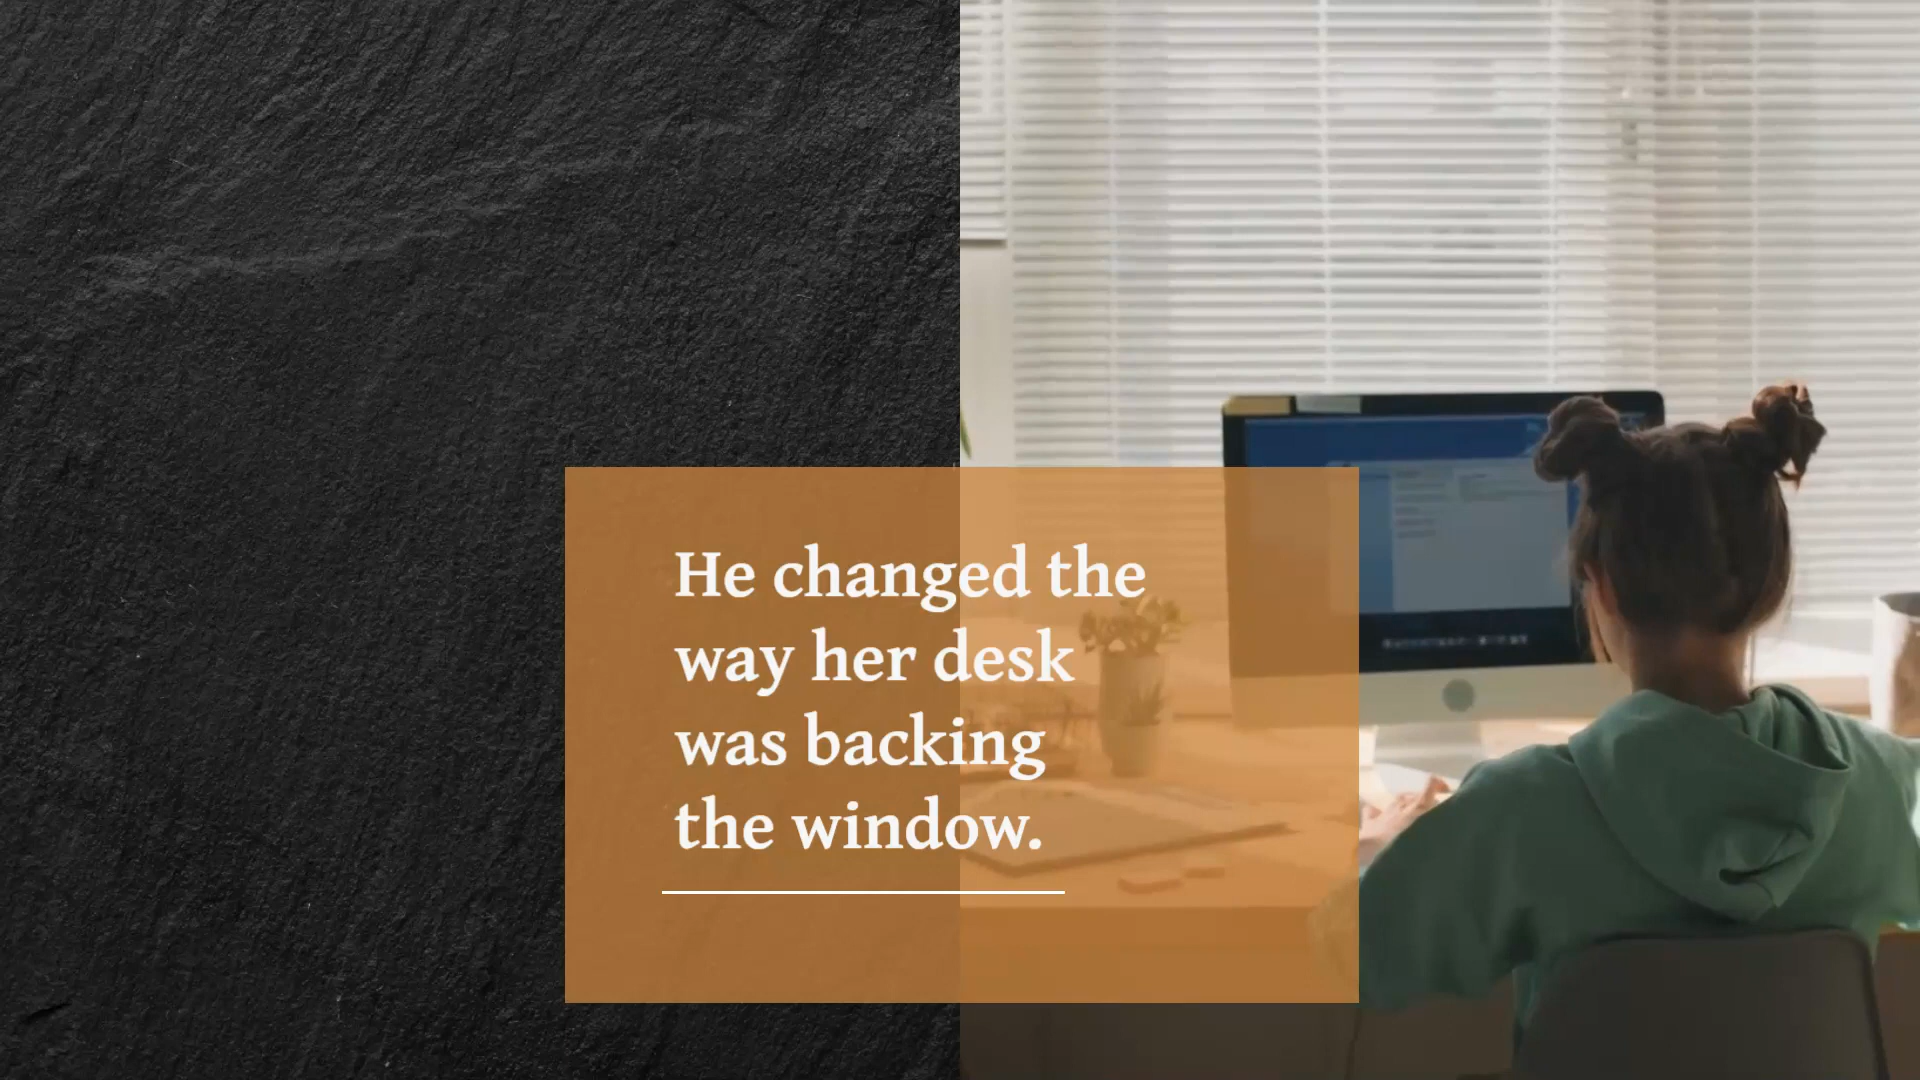 He changed the
way her desk
was backing
the window.